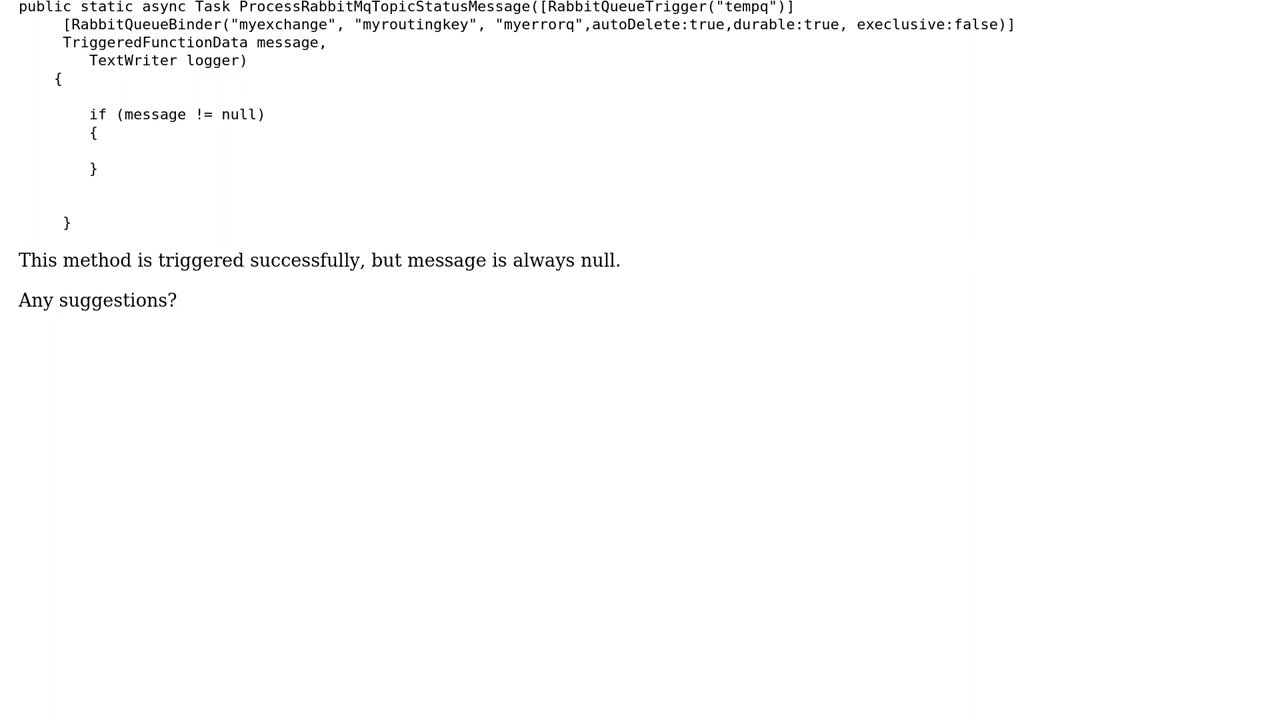 public static async Task ProcessRabbitMqTopicStatusMessage([RabbitQueueTrigger("tempq")]
[RabbitQueueBinder("myexchange", "myroutingkey", "myerrorq",autoDelete:true,durable:true, execlusive:false)]
TriggeredFunctionData message,
TextWriter logger)
{
if (message != null)
{
}
}
This method is triggered successfully, but message is always null.
Any suggestions?